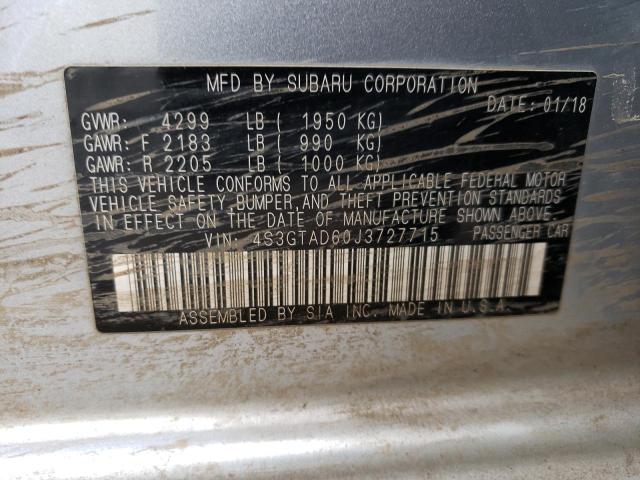 MFD BY SUBARU CORPORATION
DATE: 01/18
GVWR: 4299 LB ( 1950 KG)
GAWR: F 2183 LB ( 990 KG)
GAWR: R 2205 LB ( 1000 KG)
THIS VEHICLE CONFORMS TO ALL APPLICABLE FEDERAL MOTOR
VEHICLE SAFETY, BUMPER, AND THEFT PREVENTION STANDARDS
IN EFFECT ON THE DATE OF MANUFACTURE SHOWN ABOVE.
VIN: 4S3GTAD60J3727715 PASSENGER CAR
ASSEMBLED BY SIA INC. MADE IN U.S.A.